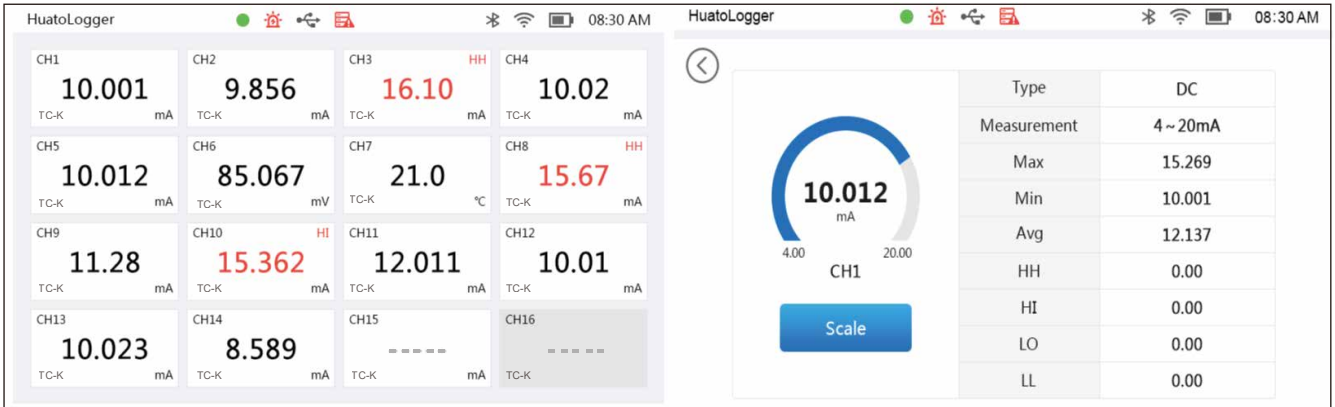 HuatoLogger 08:30 AM
CH1
10.001
TC-K mA
CH2
9.856
TC-K mA
CH3 HH
16.10
TC-K mA
CH4
10.02
TC-K mA
CH5
10.012
TC-K mA
CH6
85.067
TC-K mV
CH7
21.0
TC-K ℃
CH8 HH
15.67
TC-K mA
CH9
11.28
TC-K mA
CH10 HI
15.362
TC-K mA
CH11
12.011
TC-K mA
CH12
10.01
TC-K mA
CH13
10.023
TC-K mA
CH14
8.589
TC-K mA
CH15
-----
TC-K mA
CH16
-----
TC-K
HuatoLogger 08:30 AM
10.012
mA
4.00 20.00
CH1
Scale
Type DC
Measurement 4~20mA
Max 15.269
Min 10.001
Avg 12.137
HH 0.00
HI 0.00
LO 0.00
LL 0.00